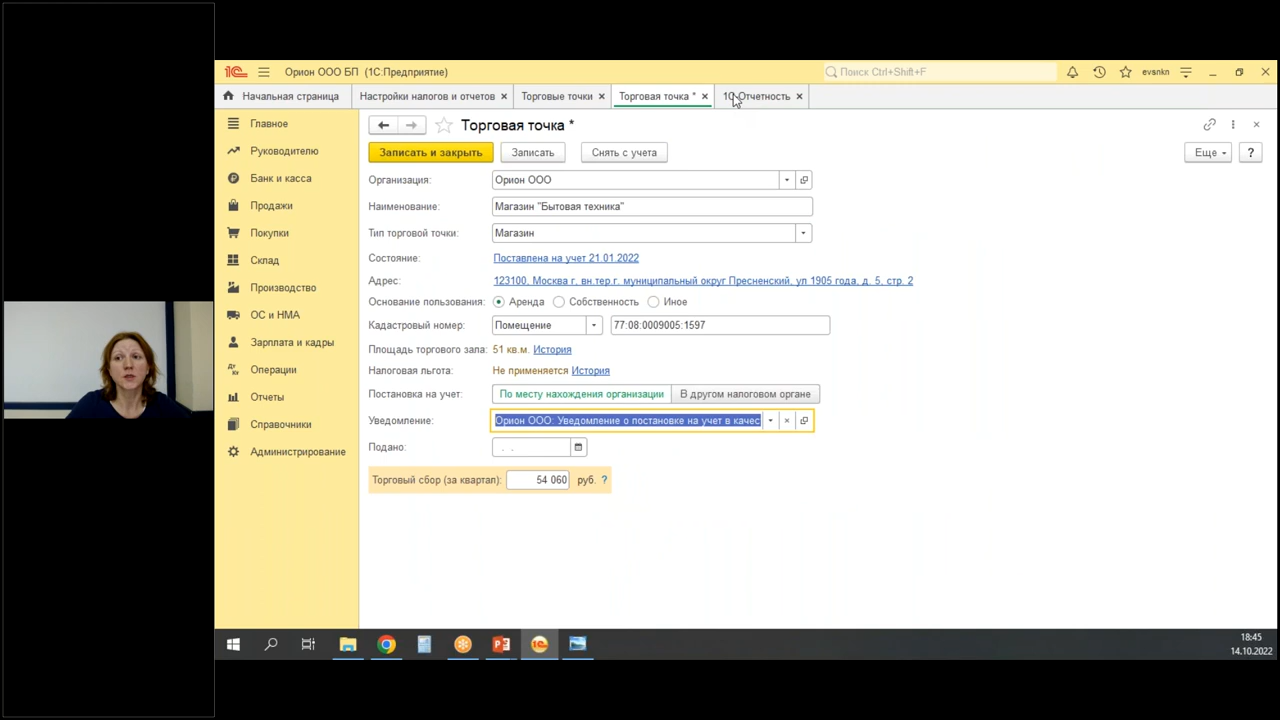 1С Орион ООО БП (1С:Предприятие) Поиск Ctrl+Shift+F evsnkn
Начальная страница Настройки налогов и отчетов × Торговые точки × Торговая точка * × 1С-Отчетность ×
Главное
Руководителю
Банк и касса
Продажи
Покупки
Склад
Производство
ОС и НМА
Зарплата и кадры
Операции
Отчеты
Справочники
Администрирование
Торговая точка *
Записать и закрыть Записать Снять с учета Еще ?
Организация: Орион ООО
Наименование: Магазин "Бытовая техника"
Тип торговой точки: Магазин
Состояние: Поставлена на учет 21.01.2022
Адрес: 123100, Москва г, вн.тер.г. муниципальный округ Пресненский, ул 1905 года, д. 5, стр. 2
Основание пользования: Аренда Собственность Иное
Кадастровый номер: Помещение 77:08:0009005:1597
Площадь торгового зала: 51 кв.м. История
Налоговая льгота: Не применяется История
Постановка на учет: По месту нахождения организации В другом налоговом органе
Уведомление: Орион ООО: Уведомление о постановке на учет в качес
Подано: . .
Торговый сбор (за квартал): 54 060 руб. ?
18:45
14.10.2022